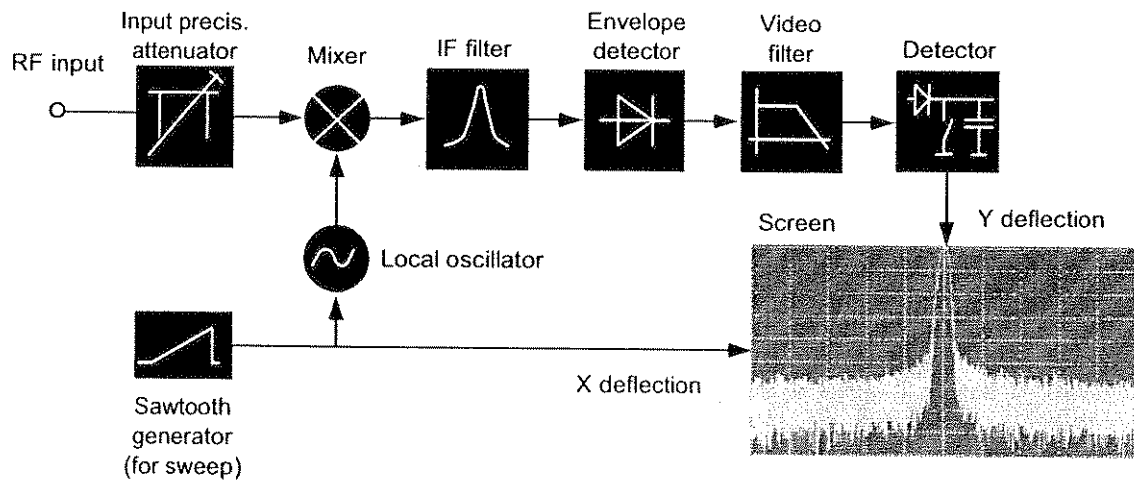 RF input
Input precis.
attenuator
Mixer
IF filter
Envelope
detector
Video
filter
Detector
Local oscillator
Screen
Y deflection
X deflection
Sawtooth
generator
(for sweep)